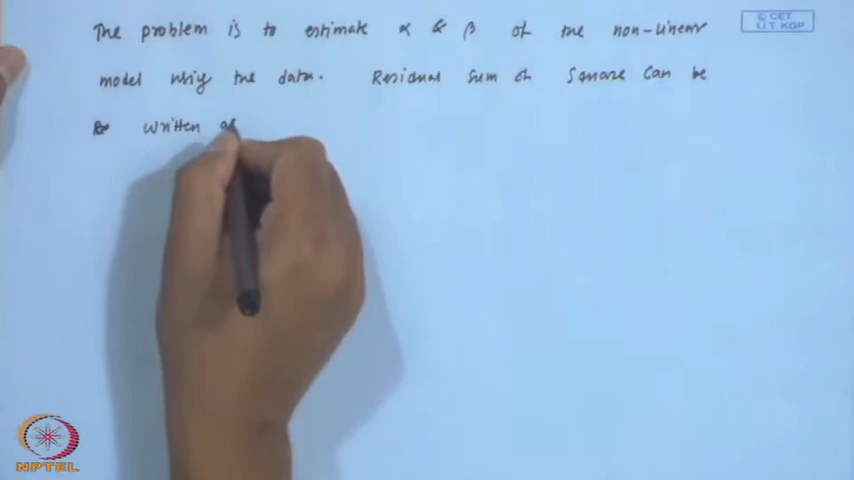 The problem is to estimate α & β of the non-linear
© CET
I.I.T. KGP
model using the data. Residual sum of Square can be
written as
NPTEL